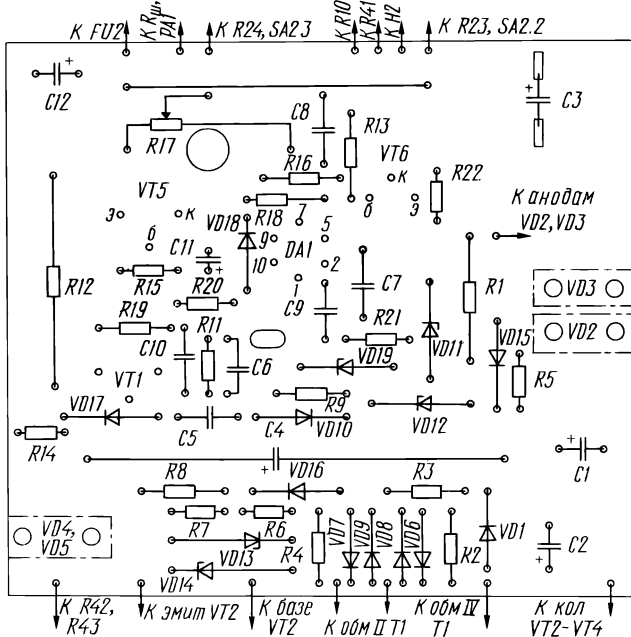 К FU2
К Rш,
PA1
К R24, SA2.3
К R10
К R41
К H2
К R23, SA2.2
C12
C8
C3
R17
R13
VT6
R16
К
R22
VT5
Э
К
R18
7
б
Э
К анодам
VD2, VD3
б
VD18
9
DA1
5
C11
10
2
R12
R15
1
C7
R1
VD3
R20
C9
R19
R11
R21
VD11
VD15
VD2
C10
C6
VD19
R5
VT1
R9
VD17
C5
C4
VD10
VD12
R14
C1
R8
VD16
R3
VD4,
VD5
R7
R6
R4
VD7
VD9
VD8
VD6
R2
VD1
C2
VD13
VD14
К R42,
R43
К эмит VT2
К базе
VT2
К обм II T1
К обм IV
T1
К кол
VT2-VT4